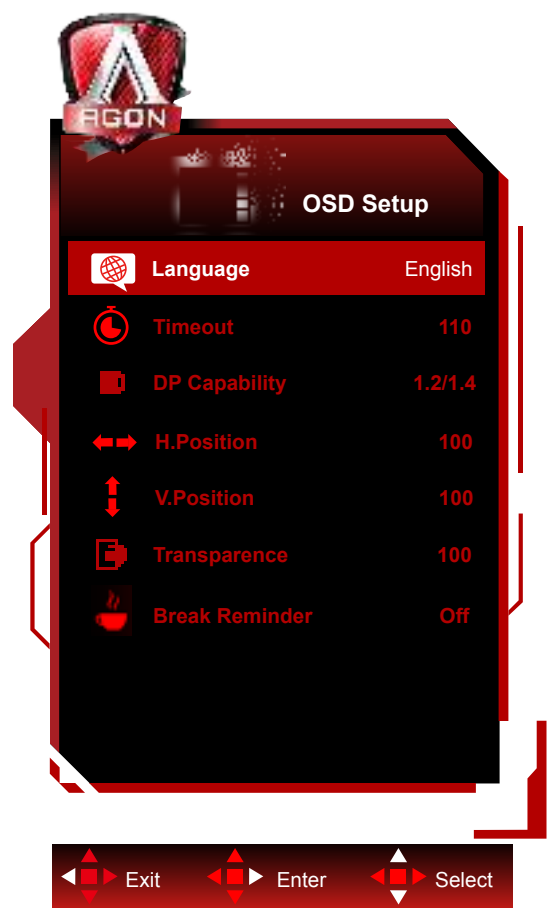 AGON
OSD Setup
Language English
Timeout 110
DP Capability 1.2/1.4
H.Position 100
V.Position 100
Transparence 100
Break Reminder Off
Exit Enter Select